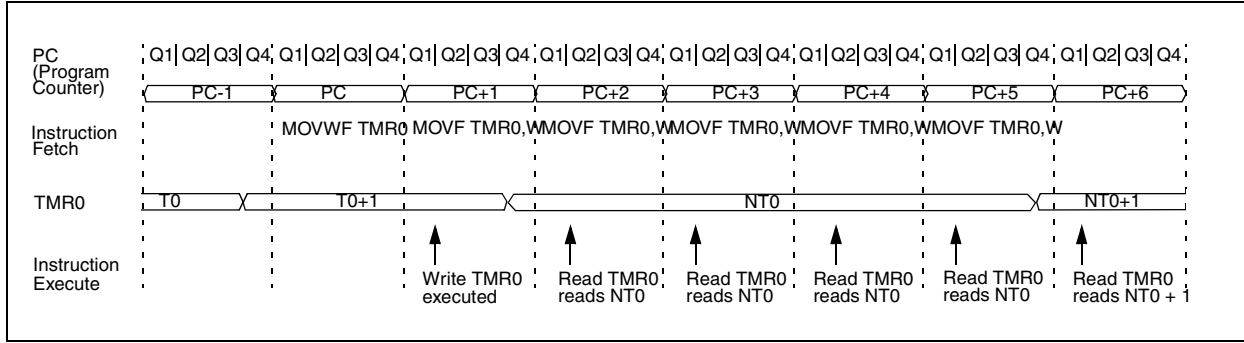 PC
(Program
Counter)
Q1 Q2 Q3 Q4 Q1 Q2 Q3 Q4 Q1 Q2 Q3 Q4 Q1 Q2 Q3 Q4 Q1 Q2 Q3 Q4 Q1 Q2 Q3 Q4 Q1 Q2 Q3 Q4 Q1 Q2 Q3 Q4
PC-1 PC PC+1 PC+2 PC+3 PC+4 PC+5 PC+6
Instruction
Fetch
MOVWF TMR0 MOVF TMR0,W MOVF TMR0,W MOVF TMR0,W MOVF TMR0,W MOVF TMR0,W
TMR0
T0 T0+1 NT0 NT0+1
Instruction
Execute
Write TMR0
executed
Read TMR0
reads NT0
Read TMR0
reads NT0
Read TMR0
reads NT0
Read TMR0
reads NT0
Read TMR0
reads NT0 + 1